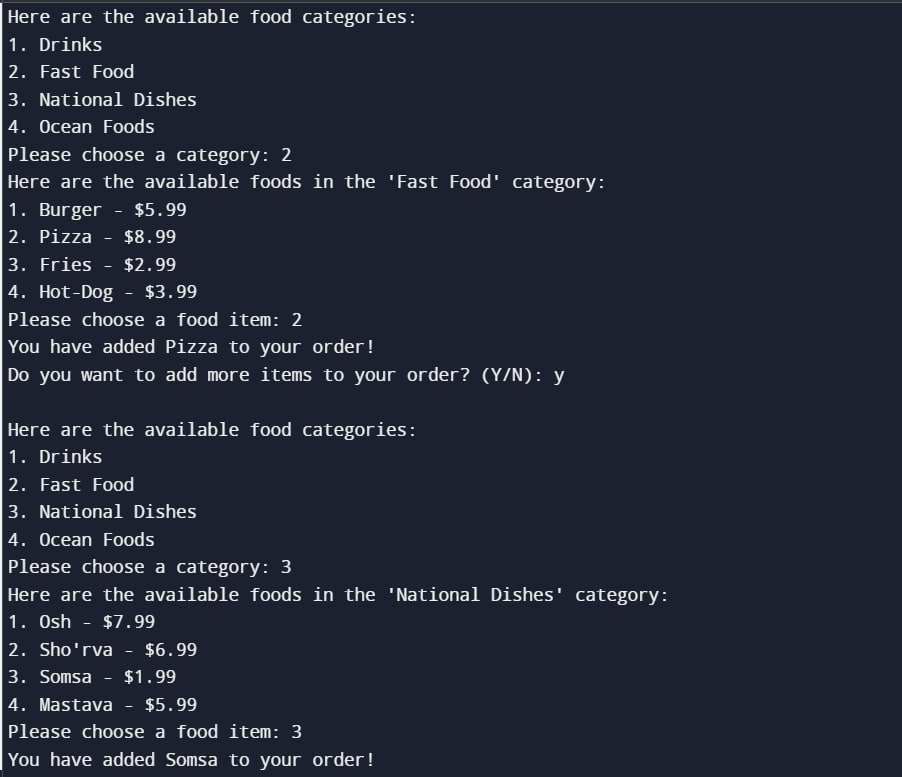 Here are the available food categories:
1. Drinks
2. Fast Food
3. National Dishes
4. Ocean Foods
Please choose a category: 2
Here are the available foods in the 'Fast Food' category:
1. Burger - $5.99
2. Pizza - $8.99
3. Fries - $2.99
4. Hot-Dog - $3.99
Please choose a food item: 2
You have added Pizza to your order!
Do you want to add more items to your order? (Y/N): y
Here are the available food categories:
1. Drinks
2. Fast Food
3. National Dishes
4. Ocean Foods
Please choose a category: 3
Here are the available foods in the 'National Dishes' category:
1. Osh - $7.99
2. Sho'rva - $6.99
3. Somsa - $1.99
4. Mastava - $5.99
Please choose a food item: 3
You have added Somsa to your order!